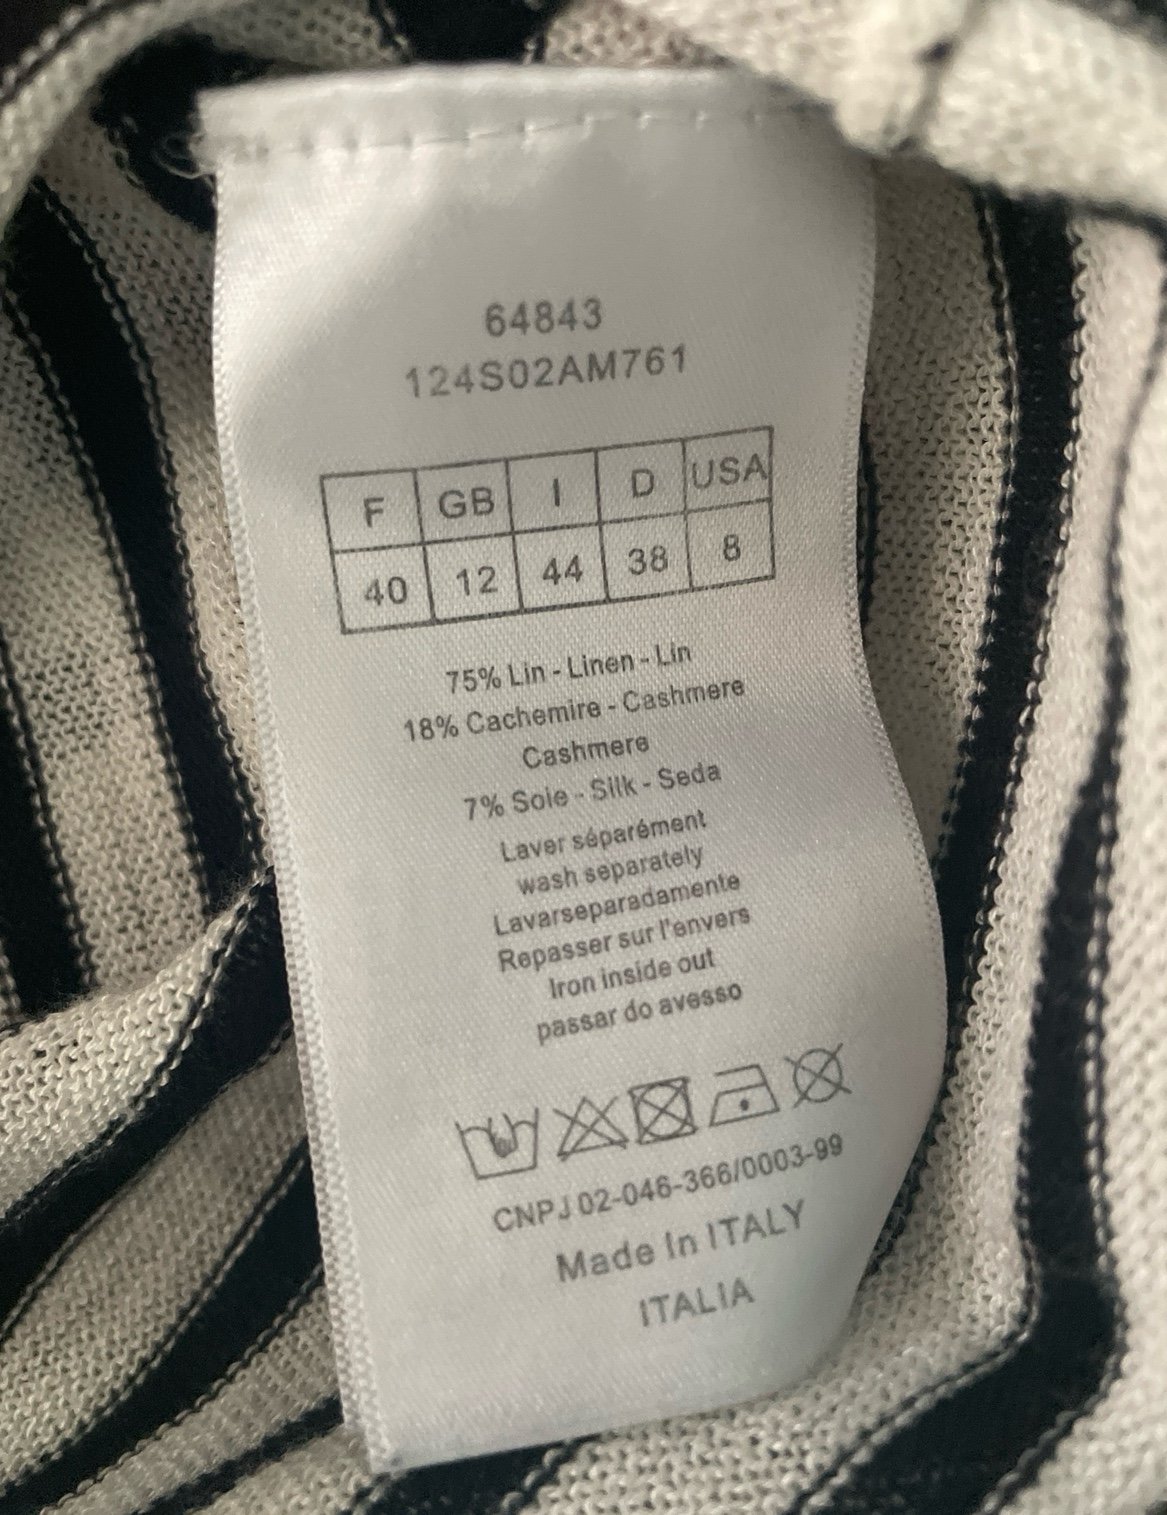 64843
124S02AM761
F GB I D USA
40 12 44 38 8
75% Lin - Linen - Lin
18% Cachemire - Cashmere
Cashmere
7% Soie - Silk - Seda
Laver séparément
wash separately
Lavarseparadamente
Repasser sur l'envers
Iron inside out
passar do avesso
CNPJ 02-046-366/0003-99
Made In ITALY
ITALIA